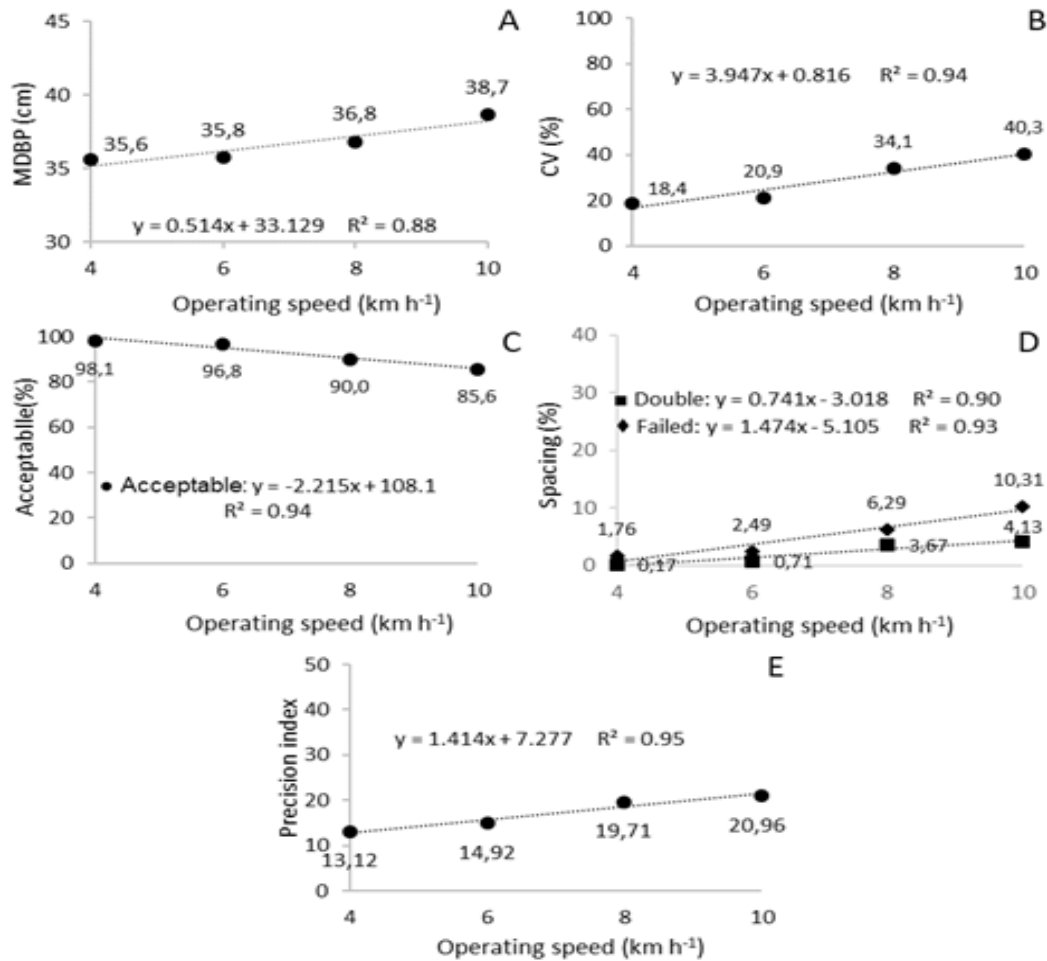 A
45
40
35
30
MDBP (cm)
35,6
35,8
36,8
38,7
y = 0.514x + 33.129 R² = 0.88
4 6 8 10
Operating speed (km h⁻¹)
B
100
80
60
40
20
0
CV (%)
y = 3.947x + 0.816 R² = 0.94
18,4
20,9
34,1
40,3
4 6 8 10
Operating speed (km h⁻¹)
C
100
80
60
40
20
0
Acceptablle(%)
98,1
96,8
90,0
85,6
Acceptable: y = -2.215x + 108.1
R² = 0.94
4 6 8 10
Operating speed (km h⁻¹)
D
40
30
20
10
0
Spacing (%)
Double: y = 0.741x - 3.018 R² = 0.90
Failed: y = 1.474x - 5.105 R² = 0.93
1,76
2,49
6,29
10,31
0,17
0,71
3,67
4,13
4 6 8 10
Operating speed (km h⁻¹)
E
50
40
30
20
10
0
Precision index
y = 1.414x + 7.277 R² = 0.95
13,12
14,92
19,71
20,96
4 6 8 10
Operating speed (km h⁻¹)